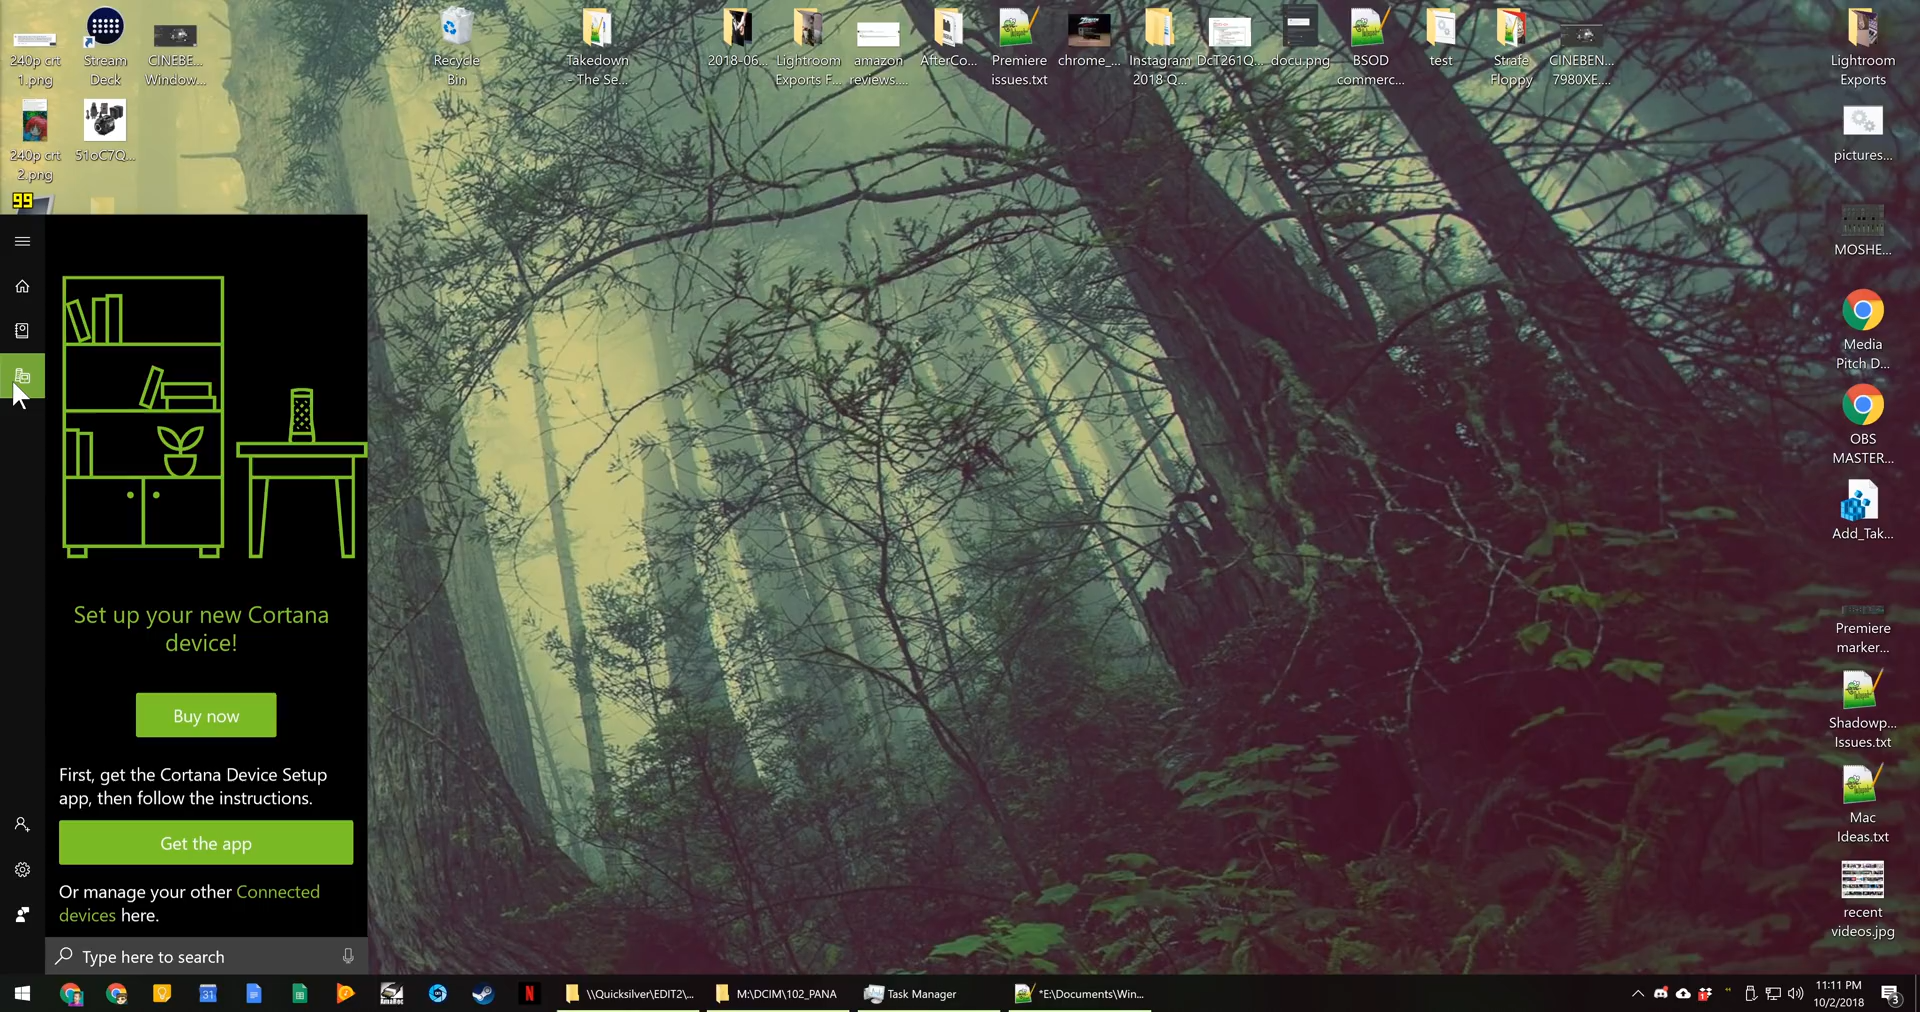 240p crt
1.png
Stream
Deck
CINEBE...
Window...
Recycle
Bin
Takedown
- The Se...
2018-06...
Lightroom
Exports F...
amazon
reviews....
AfterCo...
Premiere
issues.txt
chrome_...
Instagram
2018 Q...
DcT261Q...
docu.png
BSOD
commerc...
test
Strafe
Floppy
CINEBEN...
7980XE....
Lightroom
Exports
240p crt
2.png
51oC7Q...
pictures...
99
MOSHE...
Media
Pitch D...
OBS
MASTER...
Add_Tak...
Premiere
marker...
Shadowp...
Issues.txt
Mac
Ideas.txt
recent
videos.jpg
Set up your new Cortana
device!
Buy now
First, get the Cortana Device Setup
app, then follow the instructions.
Get the app
Or manage your other Connected
devices here.
Type here to search
31
\\Quicksilver\EDIT2\...
M:\DCIM\102_PANA
Task Manager
*E:\Documents\Win...
11:11 PM
10/2/2018
3